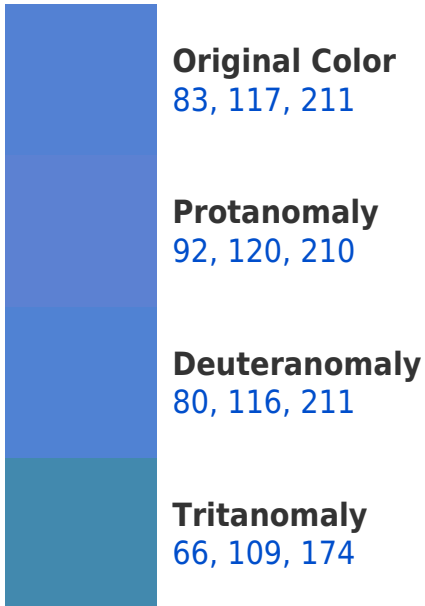 Original Color
83, 117, 211
Protanomaly
92, 120, 210
Deuteranomaly
80, 116, 211
Tritanomaly
66, 109, 174